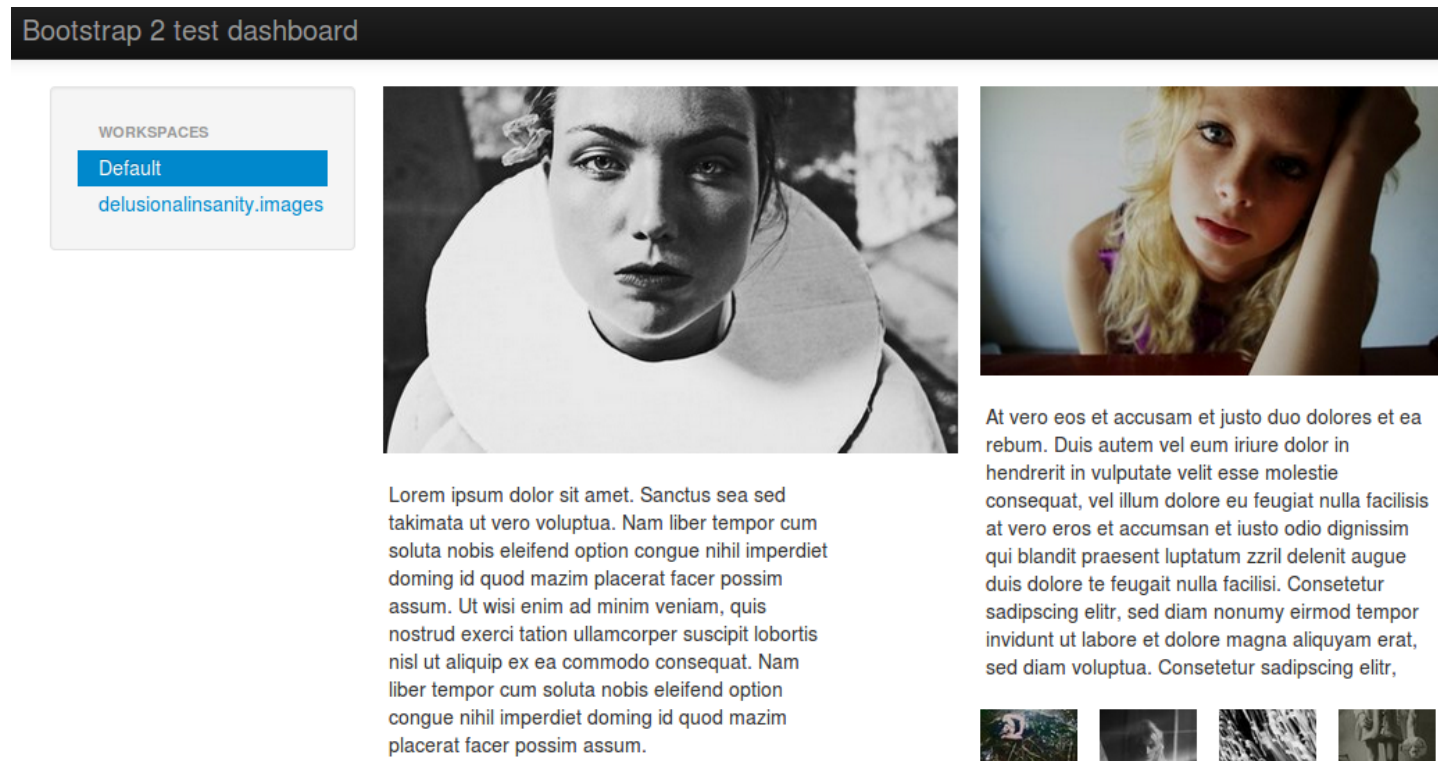 Bootstrap 2 test dashboard
WORKSPACES
Default
delusionalinsanity.images
Lorem ipsum dolor sit amet. Sanctus sea sed
takimata ut vero voluptua. Nam liber tempor cum
soluta nobis eleifend option congue nihil imperdiet
doming id quod mazim placerat facer possim
assum. Ut wisi enim ad minim veniam, quis
nostrud exerci tation ullamcorper suscipit lobortis
nisl ut aliquip ex ea commodo consequat. Nam
liber tempor cum soluta nobis eleifend option
congue nihil imperdiet doming id quod mazim
placerat facer possim assum.
At vero eos et accusam et justo duo dolores et ea
rebum. Duis autem vel eum iriure dolor in
hendrerit in vulputate velit esse molestie
consequat, vel illum dolore eu feugiat nulla facilisis
at vero eros et accumsan et iusto odio dignissim
qui blandit praesent luptatum zzril delenit augue
duis dolore te feugait nulla facilisi. Consetetur
sadipscing elitr, sed diam nonumy eirmod tempor
invidunt ut labore et dolore magna aliquyam erat,
sed diam voluptua. Consetetur sadipscing elitr,